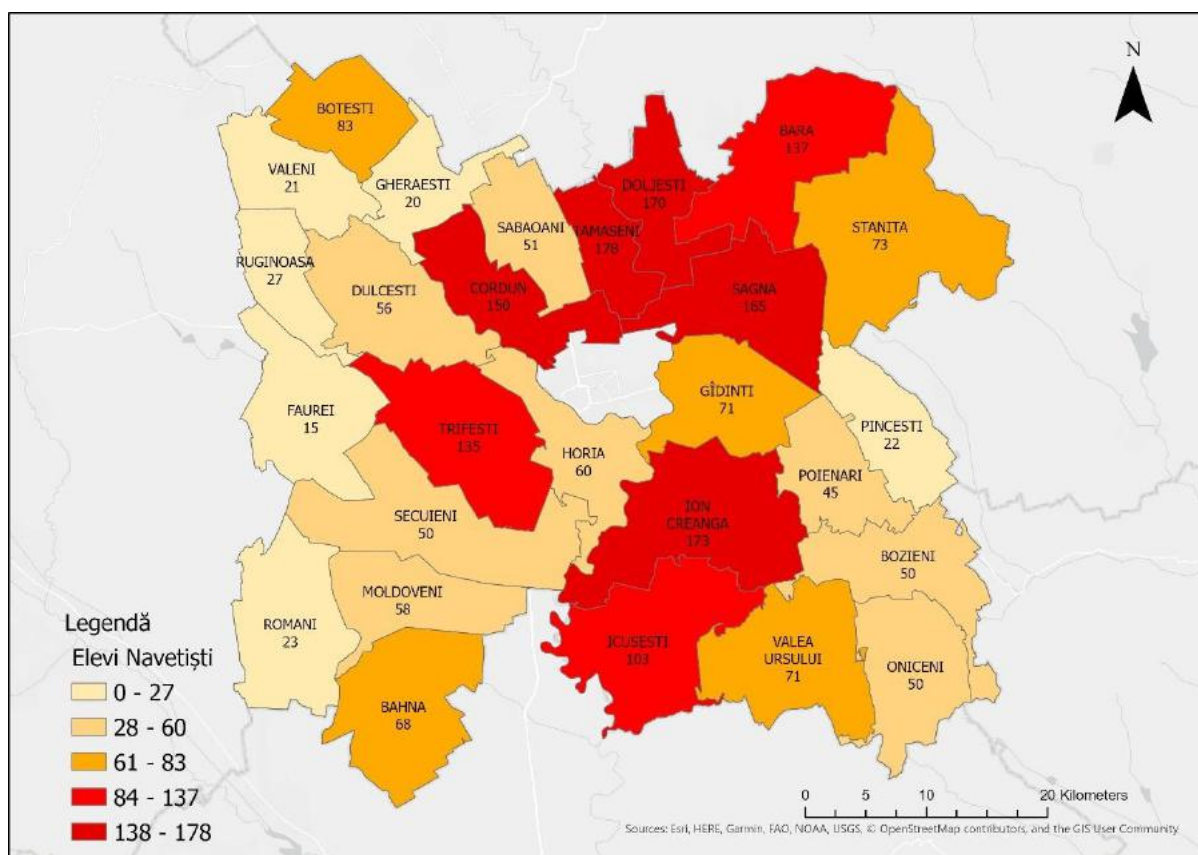 N
BOTESTI
83
VALENI
21
GHERAESTI
20
SABAOANI
51
BARA
137
DOLJESTI
170
TAMASENI
178
STANITA
73
RUGINOASA
27
DULCESTI
56
CORDUN
150
SAGNA
165
FAUREI
15
TRIFESTI
135
HORIA
60
GÎDINTI
71
PINCESTI
22
POIENARI
45
SECUIENI
50
ION
CREANGA
173
BOZIENI
50
MOLDOVENI
58
ROMANI
23
ICUSESTI
103
VALEA
URSULUI
71
ONICENI
50
BAHNA
68
Legendă
Elevi Navetiști
0 - 27
28 - 60
61 - 83
84 - 137
138 - 178
0 5 10 20 Kilometers
Sources: Esri, HERE, Garmin, FAO, NOAA, USGS, © OpenStreetMap contributors, and the GIS User Community